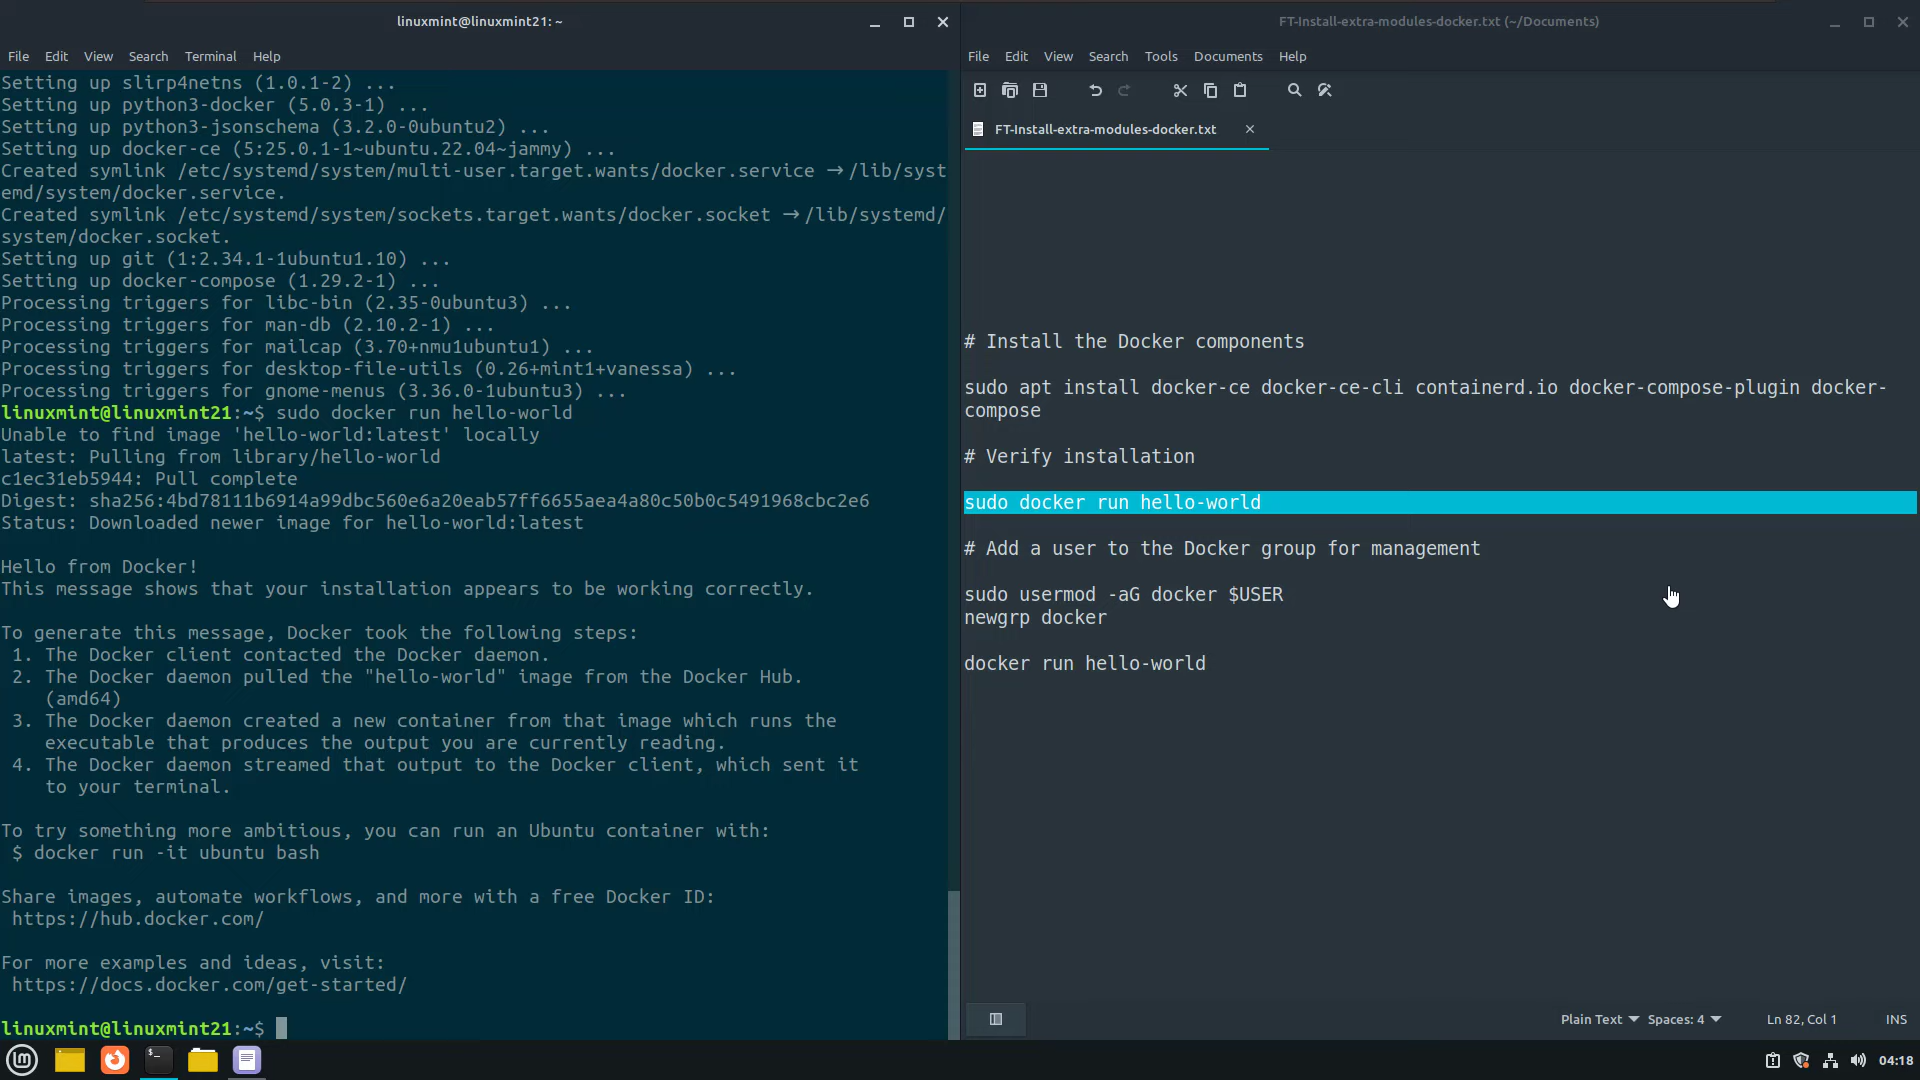 linuxmint@linuxmint21: ~
File Edit View Search Terminal Help
Setting up slirp4netns (1.0.1-2) ...
Setting up python3-docker (5.0.3-1) ...
Setting up python3-jsonschema (3.2.0-0ubuntu2) ...
Setting up docker-ce (5:25.0.1-1~ubuntu.22.04~jammy) ...
Created symlink /etc/systemd/system/multi-user.target.wants/docker.service → /lib/syst
emd/system/docker.service.
Created symlink /etc/systemd/system/sockets.target.wants/docker.socket → /lib/systemd/
system/docker.socket.
Setting up git (1:2.34.1-1ubuntu1.10) ...
Setting up docker-compose (1.29.2-1) ...
Processing triggers for libc-bin (2.35-0ubuntu3) ...
Processing triggers for man-db (2.10.2-1) ...
Processing triggers for mailcap (3.70+nmu1ubuntu1) ...
Processing triggers for desktop-file-utils (0.26+mint1+vanessa) ...
Processing triggers for gnome-menus (3.36.0-1ubuntu3) ...
linuxmint@linuxmint21:~$ sudo docker run hello-world
Unable to find image 'hello-world:latest' locally
latest: Pulling from library/hello-world
c1ec31eb5944: Pull complete
Digest: sha256:4bd78111b6914a99dbc560e6a20eab57ff6655aea4a80c50b0c5491968cbc2e6
Status: Downloaded newer image for hello-world:latest

Hello from Docker!
This message shows that your installation appears to be working correctly.

To generate this message, Docker took the following steps:
 1. The Docker client contacted the Docker daemon.
 2. The Docker daemon pulled the "hello-world" image from the Docker Hub.
    (amd64)
 3. The Docker daemon created a new container from that image which runs the
    executable that produces the output you are currently reading.
 4. The Docker daemon streamed that output to the Docker client, which sent it
    to your terminal.

To try something more ambitious, you can run an Ubuntu container with:
 $ docker run -it ubuntu bash

Share images, automate workflows, and more with a free Docker ID:
 https://hub.docker.com/

For more examples and ideas, visit:
 https://docs.docker.com/get-started/

linuxmint@linuxmint21:~$
FT-Install-extra-modules-docker.txt (~/Documents)
File Edit View Search Tools Documents Help
FT-Install-extra-modules-docker.txt
# Install the Docker components

sudo apt install docker-ce docker-ce-cli containerd.io docker-compose-plugin docker-
compose

# Verify installation

sudo docker run hello-world

# Add a user to the Docker group for management

sudo usermod -aG docker $USER
newgrp docker

docker run hello-world
Plain Text Spaces: 4 Ln 82, Col 1 INS
04:18